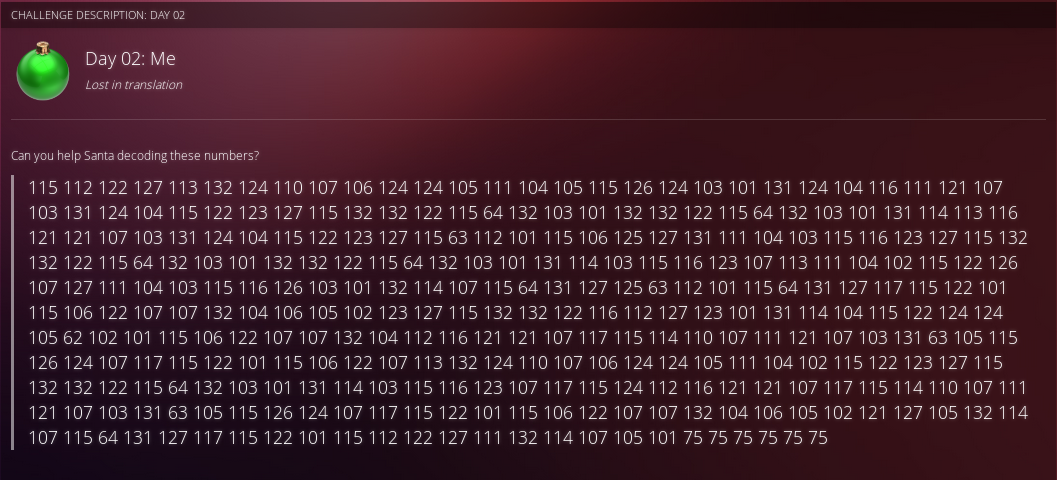 CHALLENGE DESCRIPTION: DAY 02
Day 02: Me
Lost in translation
Can you help Santa decoding these numbers?
115 112 122 127 113 132 124 110 107 106 124 124 105 111 104 105 115 126 124 103 101 131 124 104 116 111 121 107
103 131 124 104 115 122 123 127 115 132 132 122 115 64 132 103 101 132 132 122 115 64 132 103 101 131 114 113 116
121 121 107 103 131 124 104 115 122 123 127 115 63 112 101 115 106 125 127 131 111 104 103 115 116 123 127 115 132
132 122 115 64 132 103 101 132 132 122 115 64 132 103 101 131 114 103 115 116 123 107 113 111 104 102 115 122 126
107 127 111 104 103 115 116 126 103 101 132 114 107 115 64 131 127 125 63 112 101 115 64 131 127 117 115 122 101
115 106 122 107 107 132 104 106 105 102 123 127 115 132 132 122 116 112 127 123 101 131 114 104 115 122 124 124
105 62 102 101 115 106 122 107 107 132 104 112 116 121 121 107 117 115 114 110 107 111 121 107 103 131 63 105 115
126 124 107 117 115 122 101 115 106 122 107 113 132 124 110 107 106 124 124 105 111 104 102 115 122 123 127 115
132 132 122 115 64 132 103 101 131 114 103 115 116 123 107 117 115 124 112 116 121 121 107 117 115 114 110 107 111
121 107 103 131 63 105 115 126 124 107 117 115 122 101 115 106 122 107 107 132 104 106 105 102 121 127 105 132 114
107 115 64 131 127 117 115 122 101 115 112 122 127 111 132 114 107 105 101 75 75 75 75 75 75